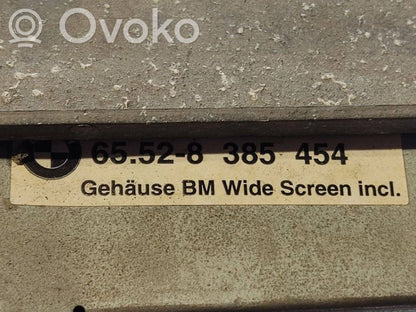 Ovoko
65.52-8 385 454
Gehäuse BM Wide Screen incl.